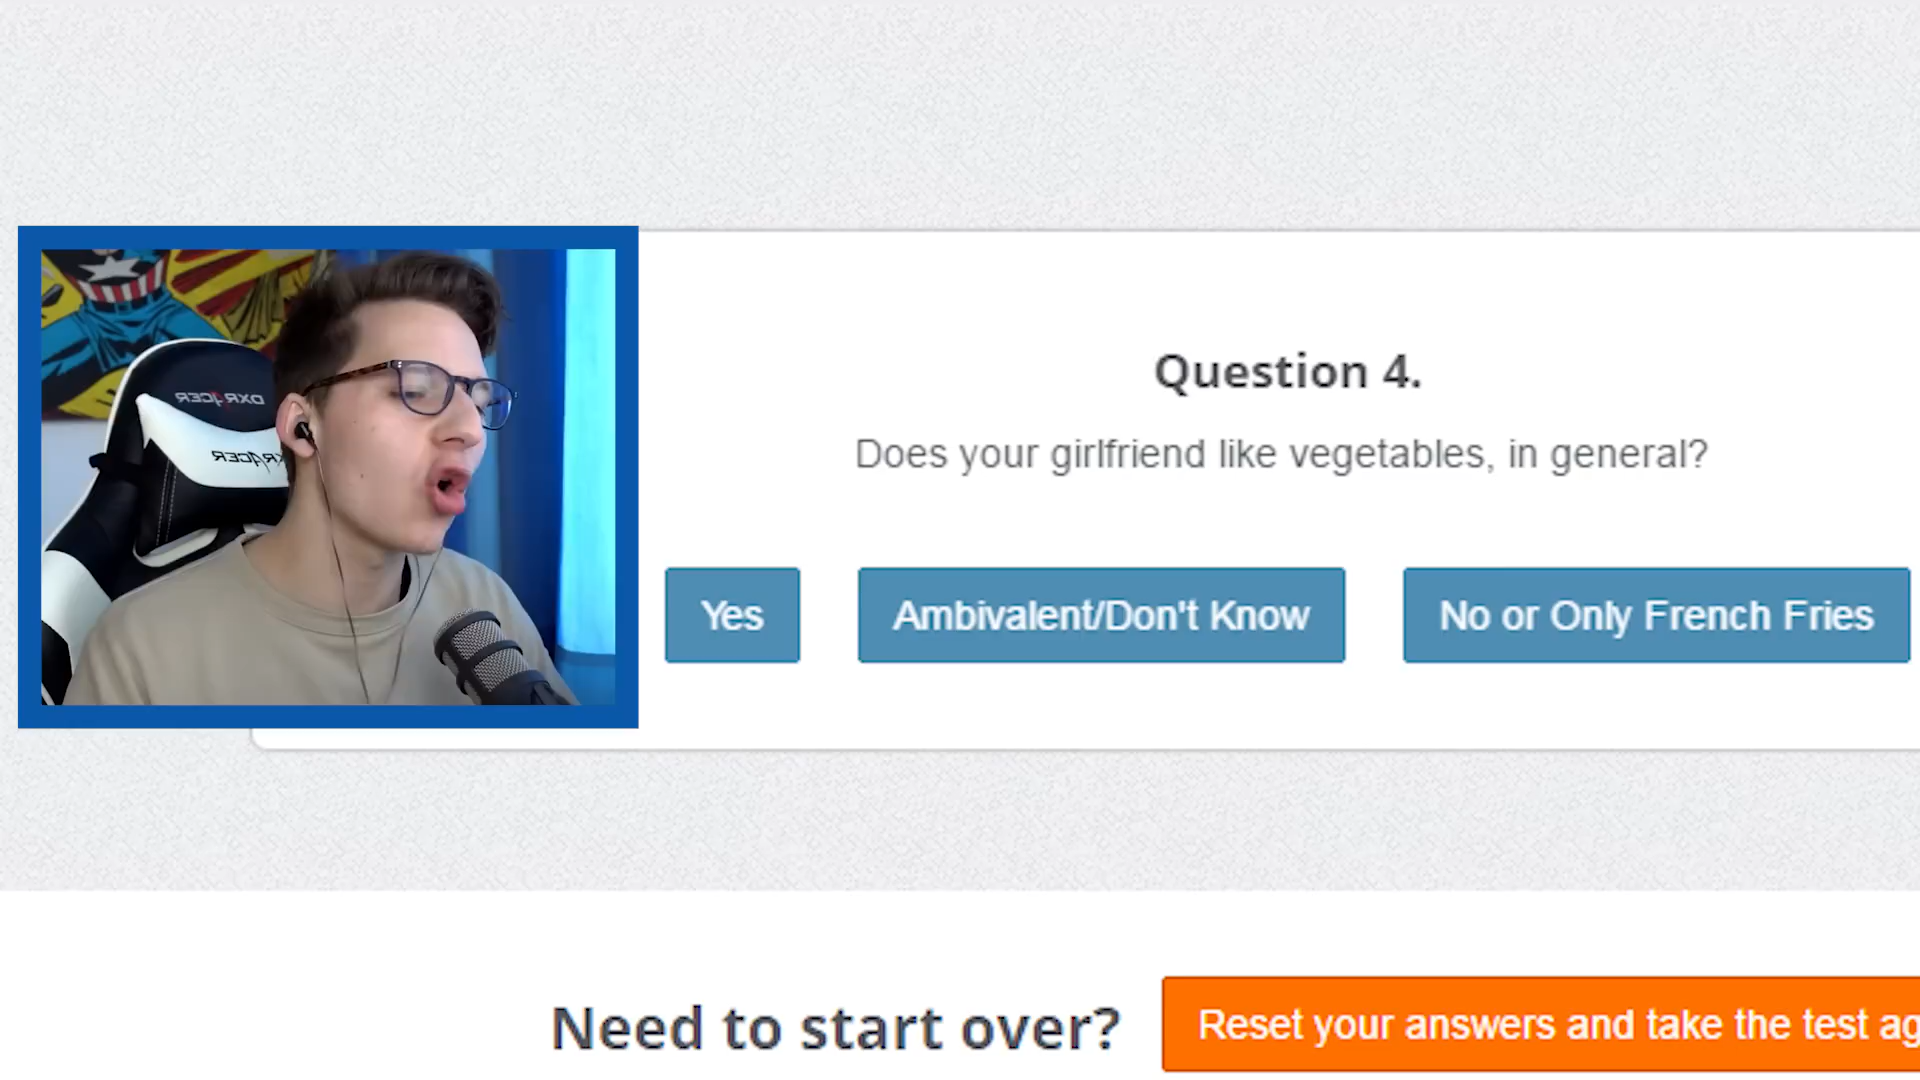 DXRACER
RACER
Question 4.
Does your girlfriend like vegetables, in general?
Yes
Ambivalent/Don't Know
No or Only French Fries
Need to start over?
Reset your answers and take the test ag